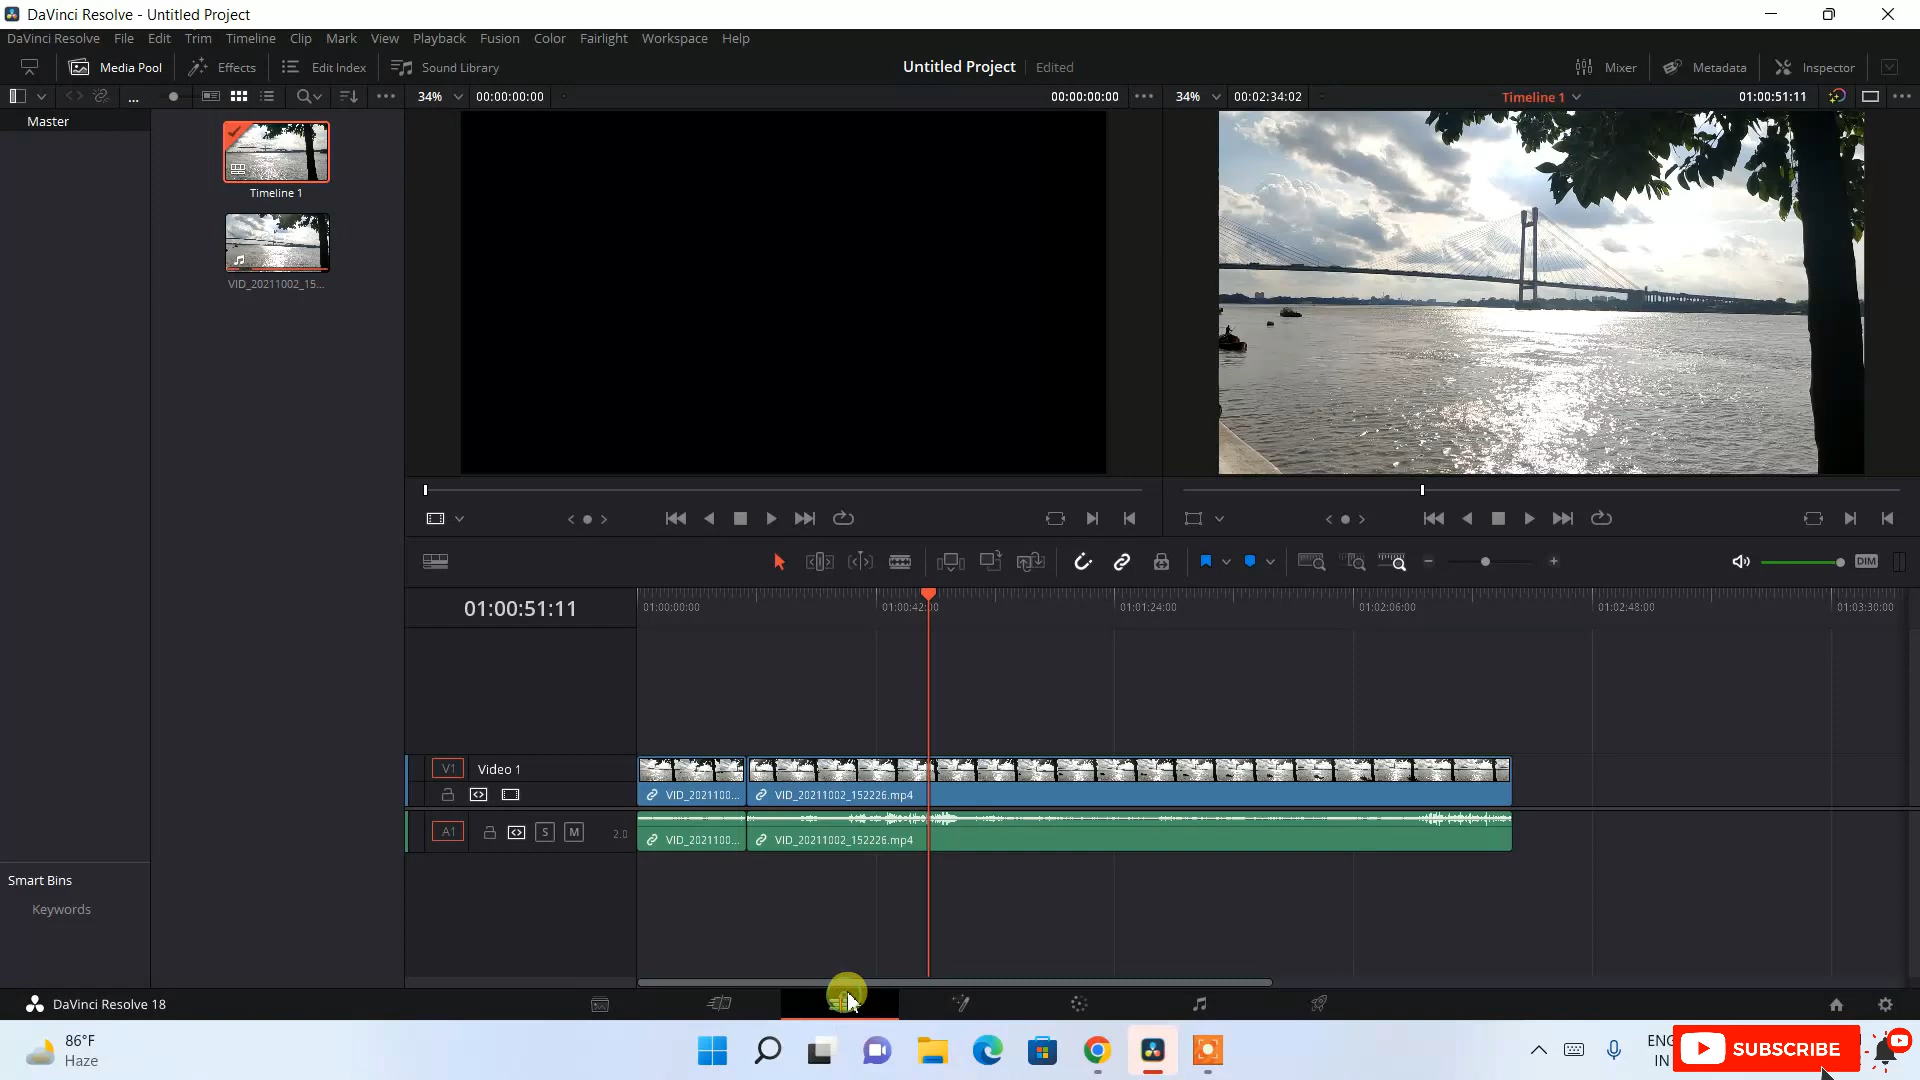 DaVinci Resolve - Untitled Project
DaVinci Resolve File Edit Trim Timeline Clip Mark View Playback Fusion Color Fairlight Workspace Help
Media Pool Effects Edit Index Sound Library Untitled Project Edited Mixer Metadata Inspector
34% 00:00:00:00 00:00:00:00 34% 00:02:34:02 Timeline 1 01:00:51:11
Master
Timeline 1
VID_20211002_15...
DIM
01:00:51:11 01:00:00:00 01:00:42:00 01:01:24:00 01:02:06:00 01:02:48:00 01:03:30:00
V1 Video 1
VID_2021100... VID_20211002_152226.mp4
A1 S M 2.0
VID_2021100... VID_20211002_152226.mp4
Smart Bins
Keywords
DaVinci Resolve 18
86°F
Haze
ENG
IN
SUBSCRIBE